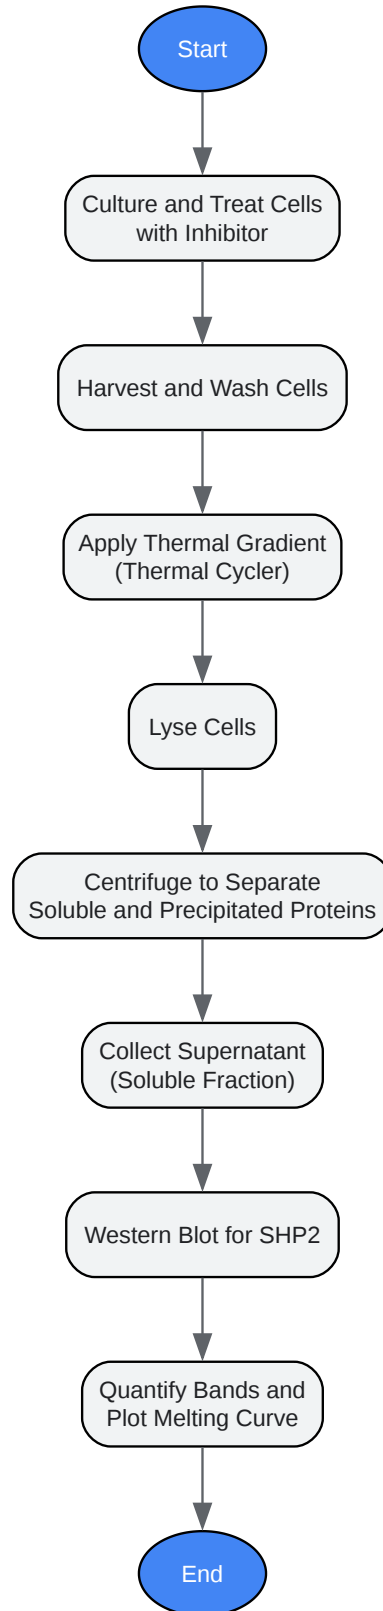 Start
Culture and Treat Cells
with Inhibitor
Harvest and Wash Cells
Apply Thermal Gradient
(Thermal Cycler)
Lyse Cells
Centrifuge to Separate
Soluble and Precipitated Proteins
Collect Supernatant
(Soluble Fraction)
Western Blot for SHP2
Quantify Bands and
Plot Melting Curve
End